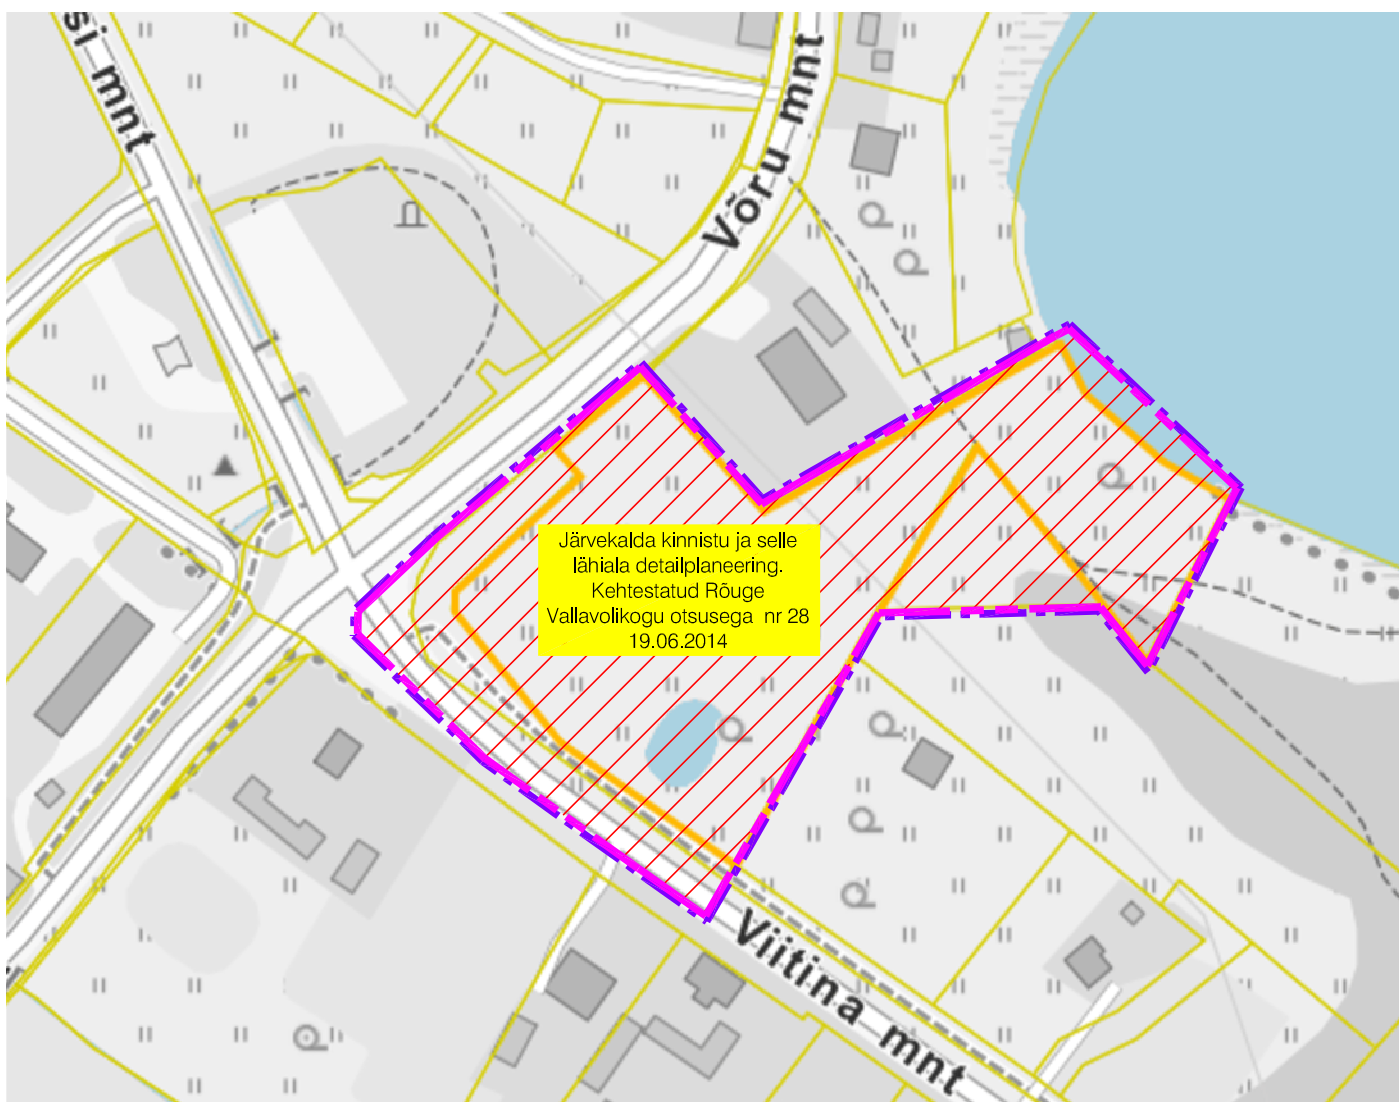 si mnt
Võru mnt
Järvekalda kinnistu ja selle
lähiala detailplaneering.
Kehtestatud Rõuge
Vallavolikogu otsusega nr 28
19.06.2014
Viitina mnt